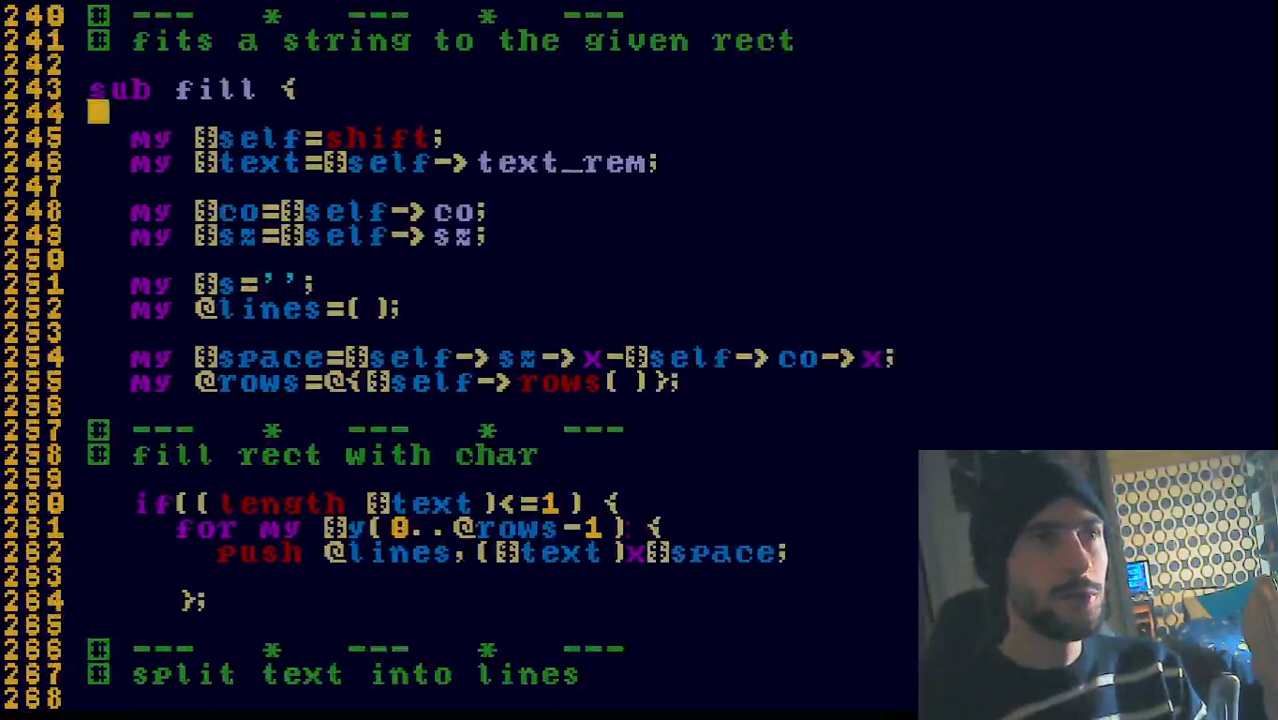 240 # --- * --- * ---
241 # fits a string to the given rect
242
243 sub fill {
244
245 my $self=shift;
246 my $text=$self->text_rem;
247
248 my $co=$self->co;
249 my $sz=$self->sz;
250
251 my $s='';
252 my @lines=( );
253
254 my $space=$self->sz->x-$self->co->x;
255 my @rows=@{$self->rows( )};
256
257 # --- * --- * ---
258 # fill rect with char
259
260 if((length $text)<=1) {
261 for my $y(0..@rows-1) {
262 push @lines,($text)x$space;
263
264 };
265
266 # --- * --- * ---
267 # split text into lines
268